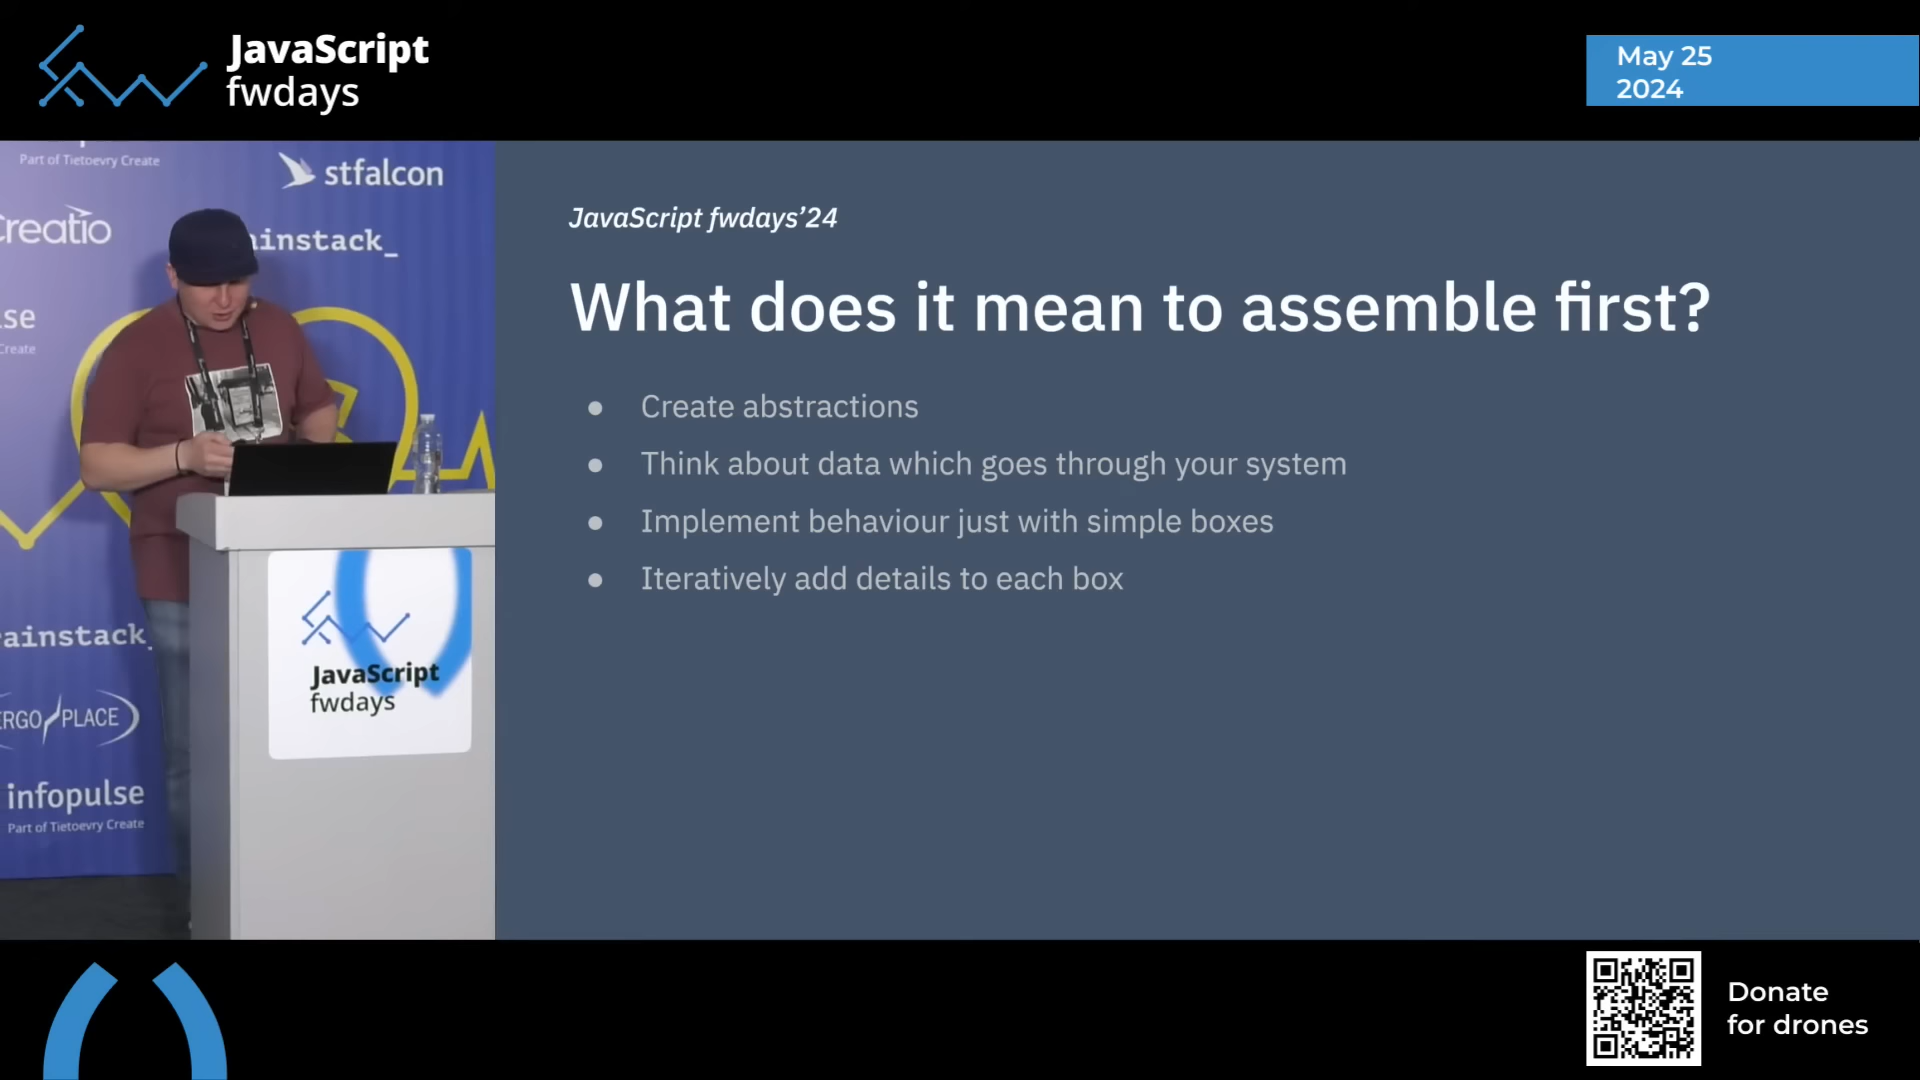 JavaScript
fwdays
May 25
2024
Part of Tietoevry Create
stfalcon
Creatio
ainstack_
Create
JavaScript fwdays’24
What does it mean to assemble first?
● Create abstractions
● Think about data which goes through your system
● Implement behaviour just with simple boxes
● Iteratively add details to each box
ainstack_
ERGO PLACE
infopulse
Part of Tietoevry Create
JavaScript
fwdays
Donate
for drones